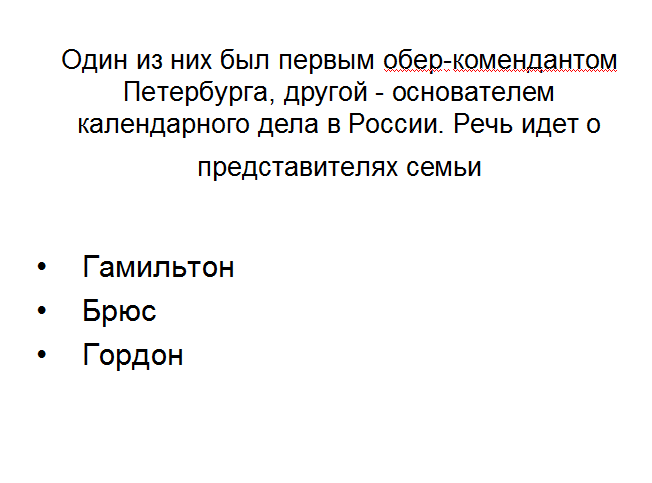 Один из них был первым обер-комендантом
Петербурга, другой - основателем
календарного дела в России. Речь идет о
представителях семьи
• Гамильтон
• Брюс
• Гордон